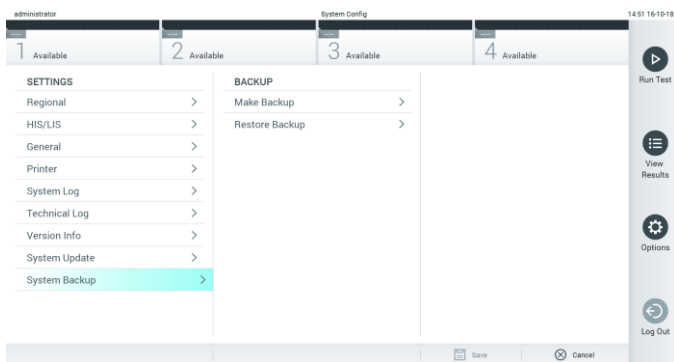 administrator System Config 14:51 16-10-18
1 Available 2 Available 3 Available 4 Available
SETTINGS BACKUP
Run Test
Regional Make Backup
HIS/LIS Restore Backup
General
Printer
View
Results
System Log
Technical Log
Version Info
Options
System Update
System Backup
Log Out
Save Cancel